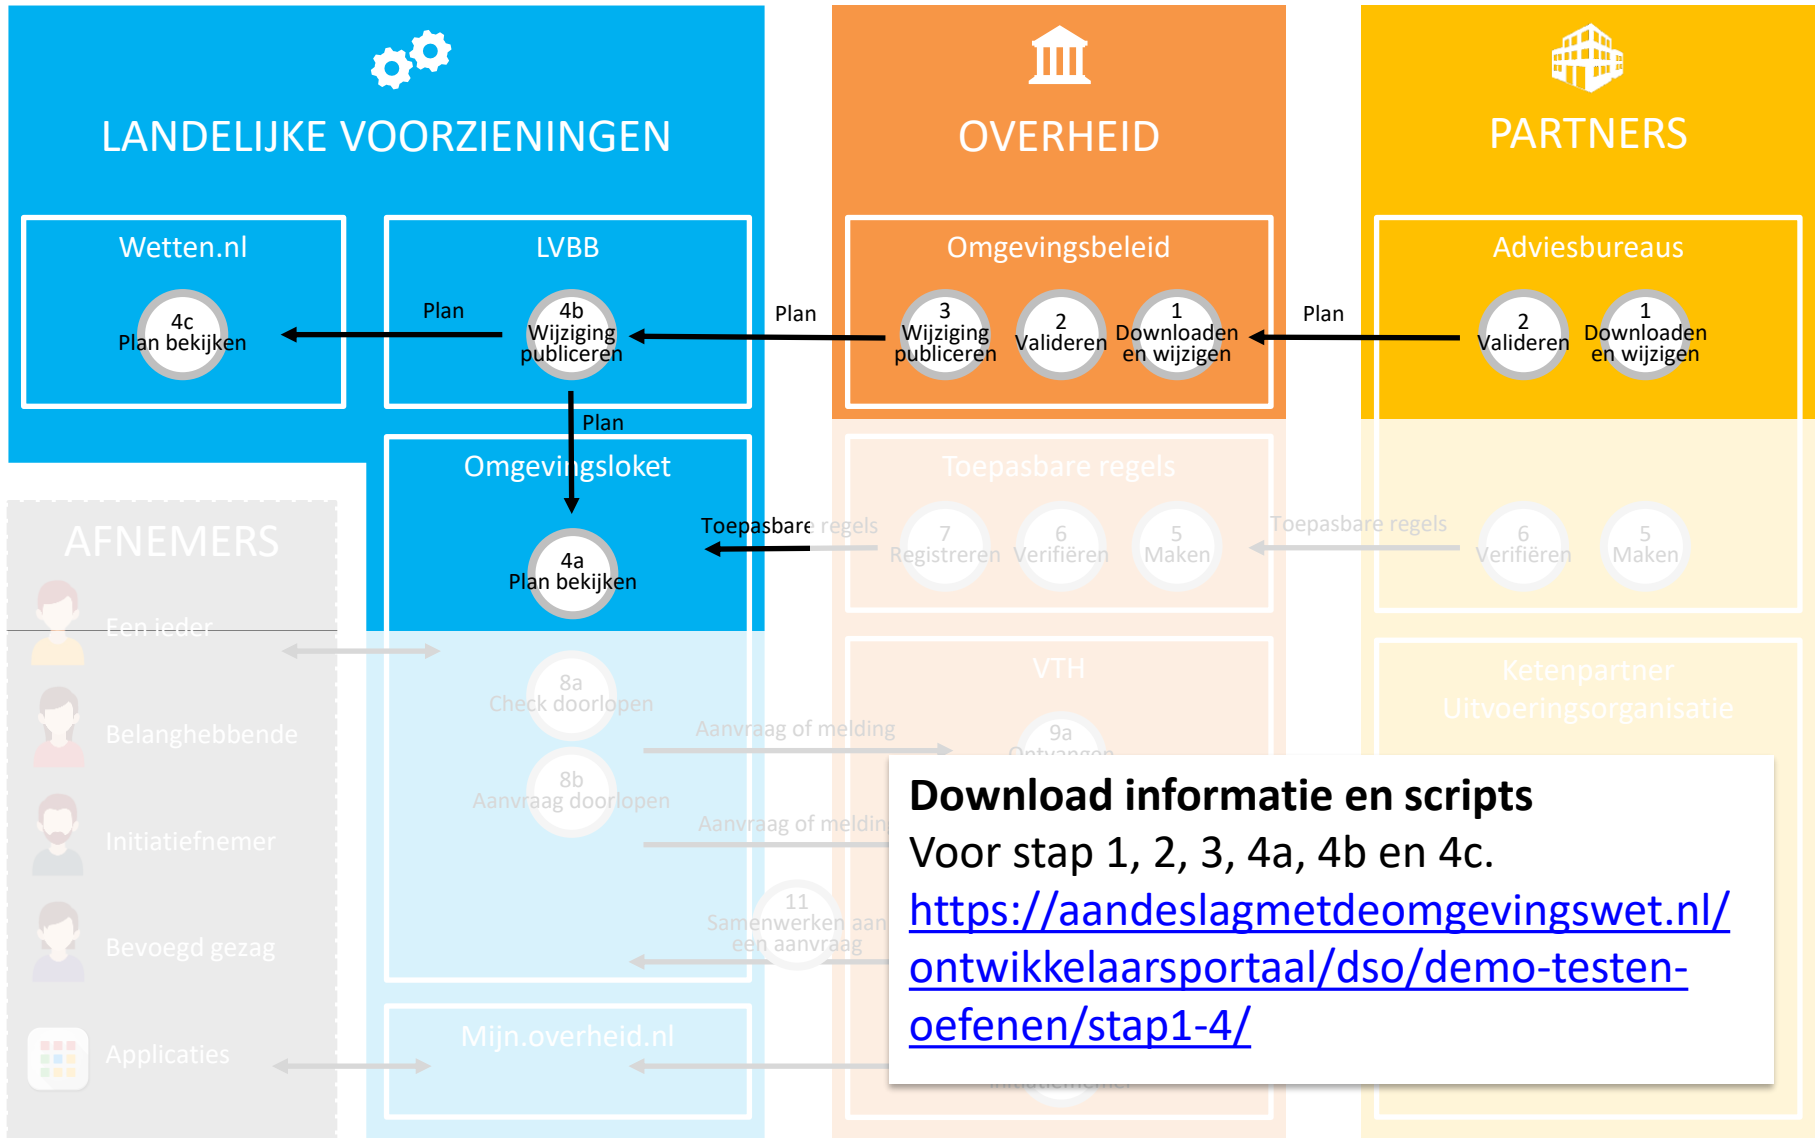 LANDELIJKE VOORZIENINGEN
Wetten.nl
4c
Plan bekijken
Plan
LVBB
4b
Wijziging
publiceren
Plan
Omgevingsloket
4a
Plan bekijken
8a
Check doorlopen
8b
Aanvraag doorlopen
Mijn.overheid.nl
AFNEMERS
Een ieder
Belanghebbende
Initiatiefnemer
Bevoegd gezag
Applicaties
OVERHEID
Plan
Omgevingsbeleid
3
Wijziging
publiceren
2
Valideren
1
Downloaden
en wijzigen
Toepasbare regels
Toepasbare regels
7
Registreren
6
Verifiëren
5
Maken
VTH
Aanvraag of melding
9a
Ontvangen
Aanvraag of melding
11
Samenwerken aan
een aanvraag
PARTNERS
Plan
Adviesbureaus
2
Valideren
1
Downloaden
en wijzigen
Toepasbare regels
6
Verifiëren
5
Maken
Ketenpartner
Uitvoeringsorganisatie
Download informatie en scripts
Voor stap 1, 2, 3, 4a, 4b en 4c.
https://aandeslagmetdeomgevingswet.nl/
ontwikkelaarsportaal/dso/demo-testen-
oefenen/stap1-4/